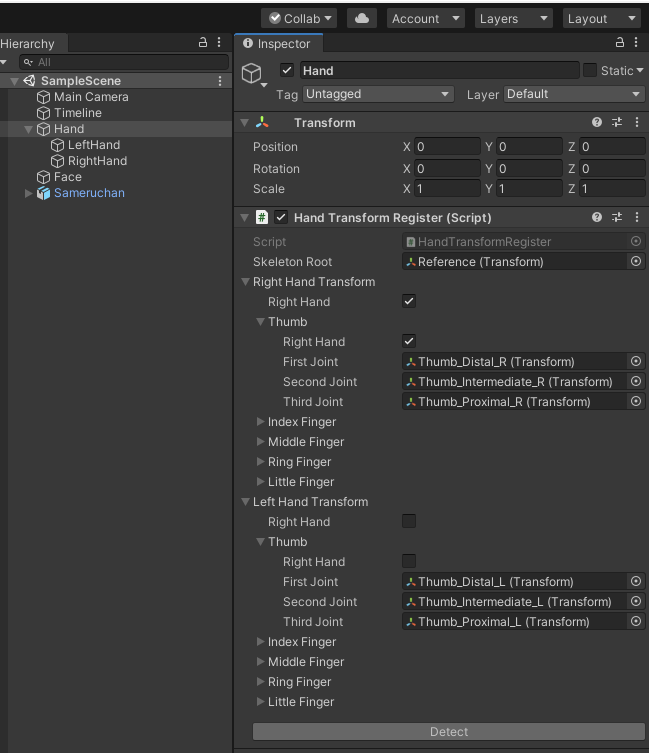 Collab
Account
Layers
Layout
Hierarchy
All
SampleScene
Main Camera
Timeline
Hand
LeftHand
RightHand
Face
Sameruchan
Inspector
Hand
Static
Tag Untagged Layer Default
Transform
Position X 0 Y 0 Z 0
Rotation X 0 Y 0 Z 0
Scale X 1 Y 1 Z 1
# Hand Transform Register (Script)
Script # HandTransformRegister
Skeleton Root Reference (Transform)
Right Hand Transform
Right Hand
Thumb
Right Hand
First Joint Thumb_Distal_R (Transform)
Second Joint Thumb_Intermediate_R (Transform)
Third Joint Thumb_Proximal_R (Transform)
Index Finger
Middle Finger
Ring Finger
Little Finger
Left Hand Transform
Right Hand
Thumb
Right Hand
First Joint Thumb_Distal_L (Transform)
Second Joint Thumb_Intermediate_L (Transform)
Third Joint Thumb_Proximal_L (Transform)
Index Finger
Middle Finger
Ring Finger
Little Finger
Detect